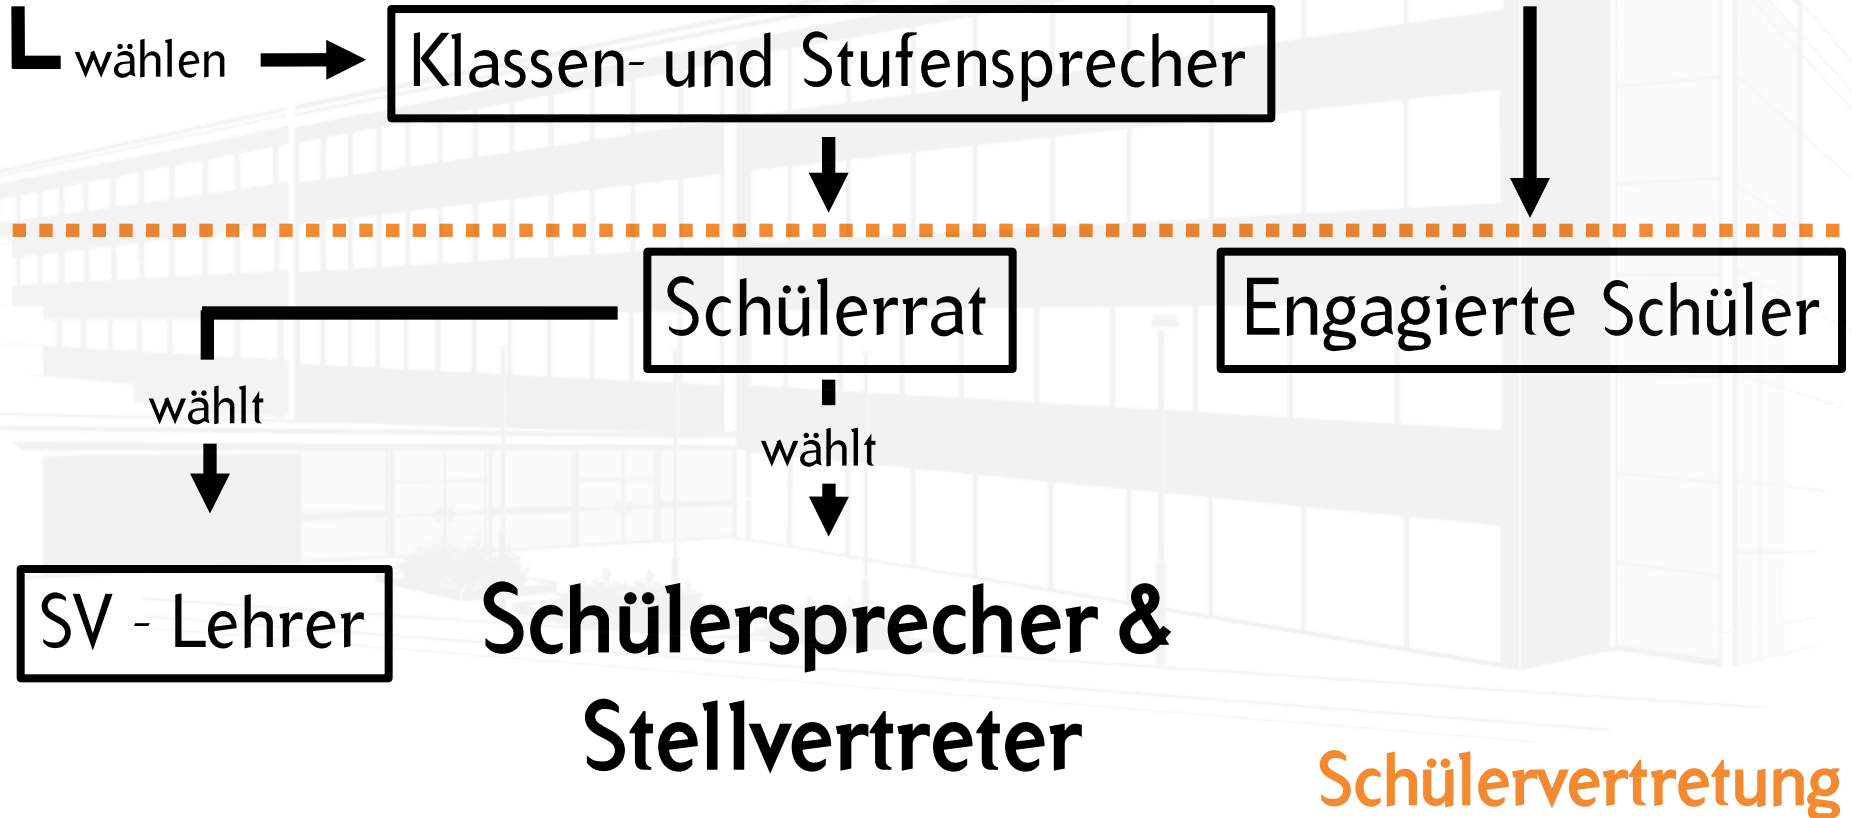 wählen
Klassen- und Stufensprecher
Schülerrat
Engagierte Schüler
wählt
wählt
SV - Lehrer
Schülersprecher &
Stellvertreter
Schülervertretung